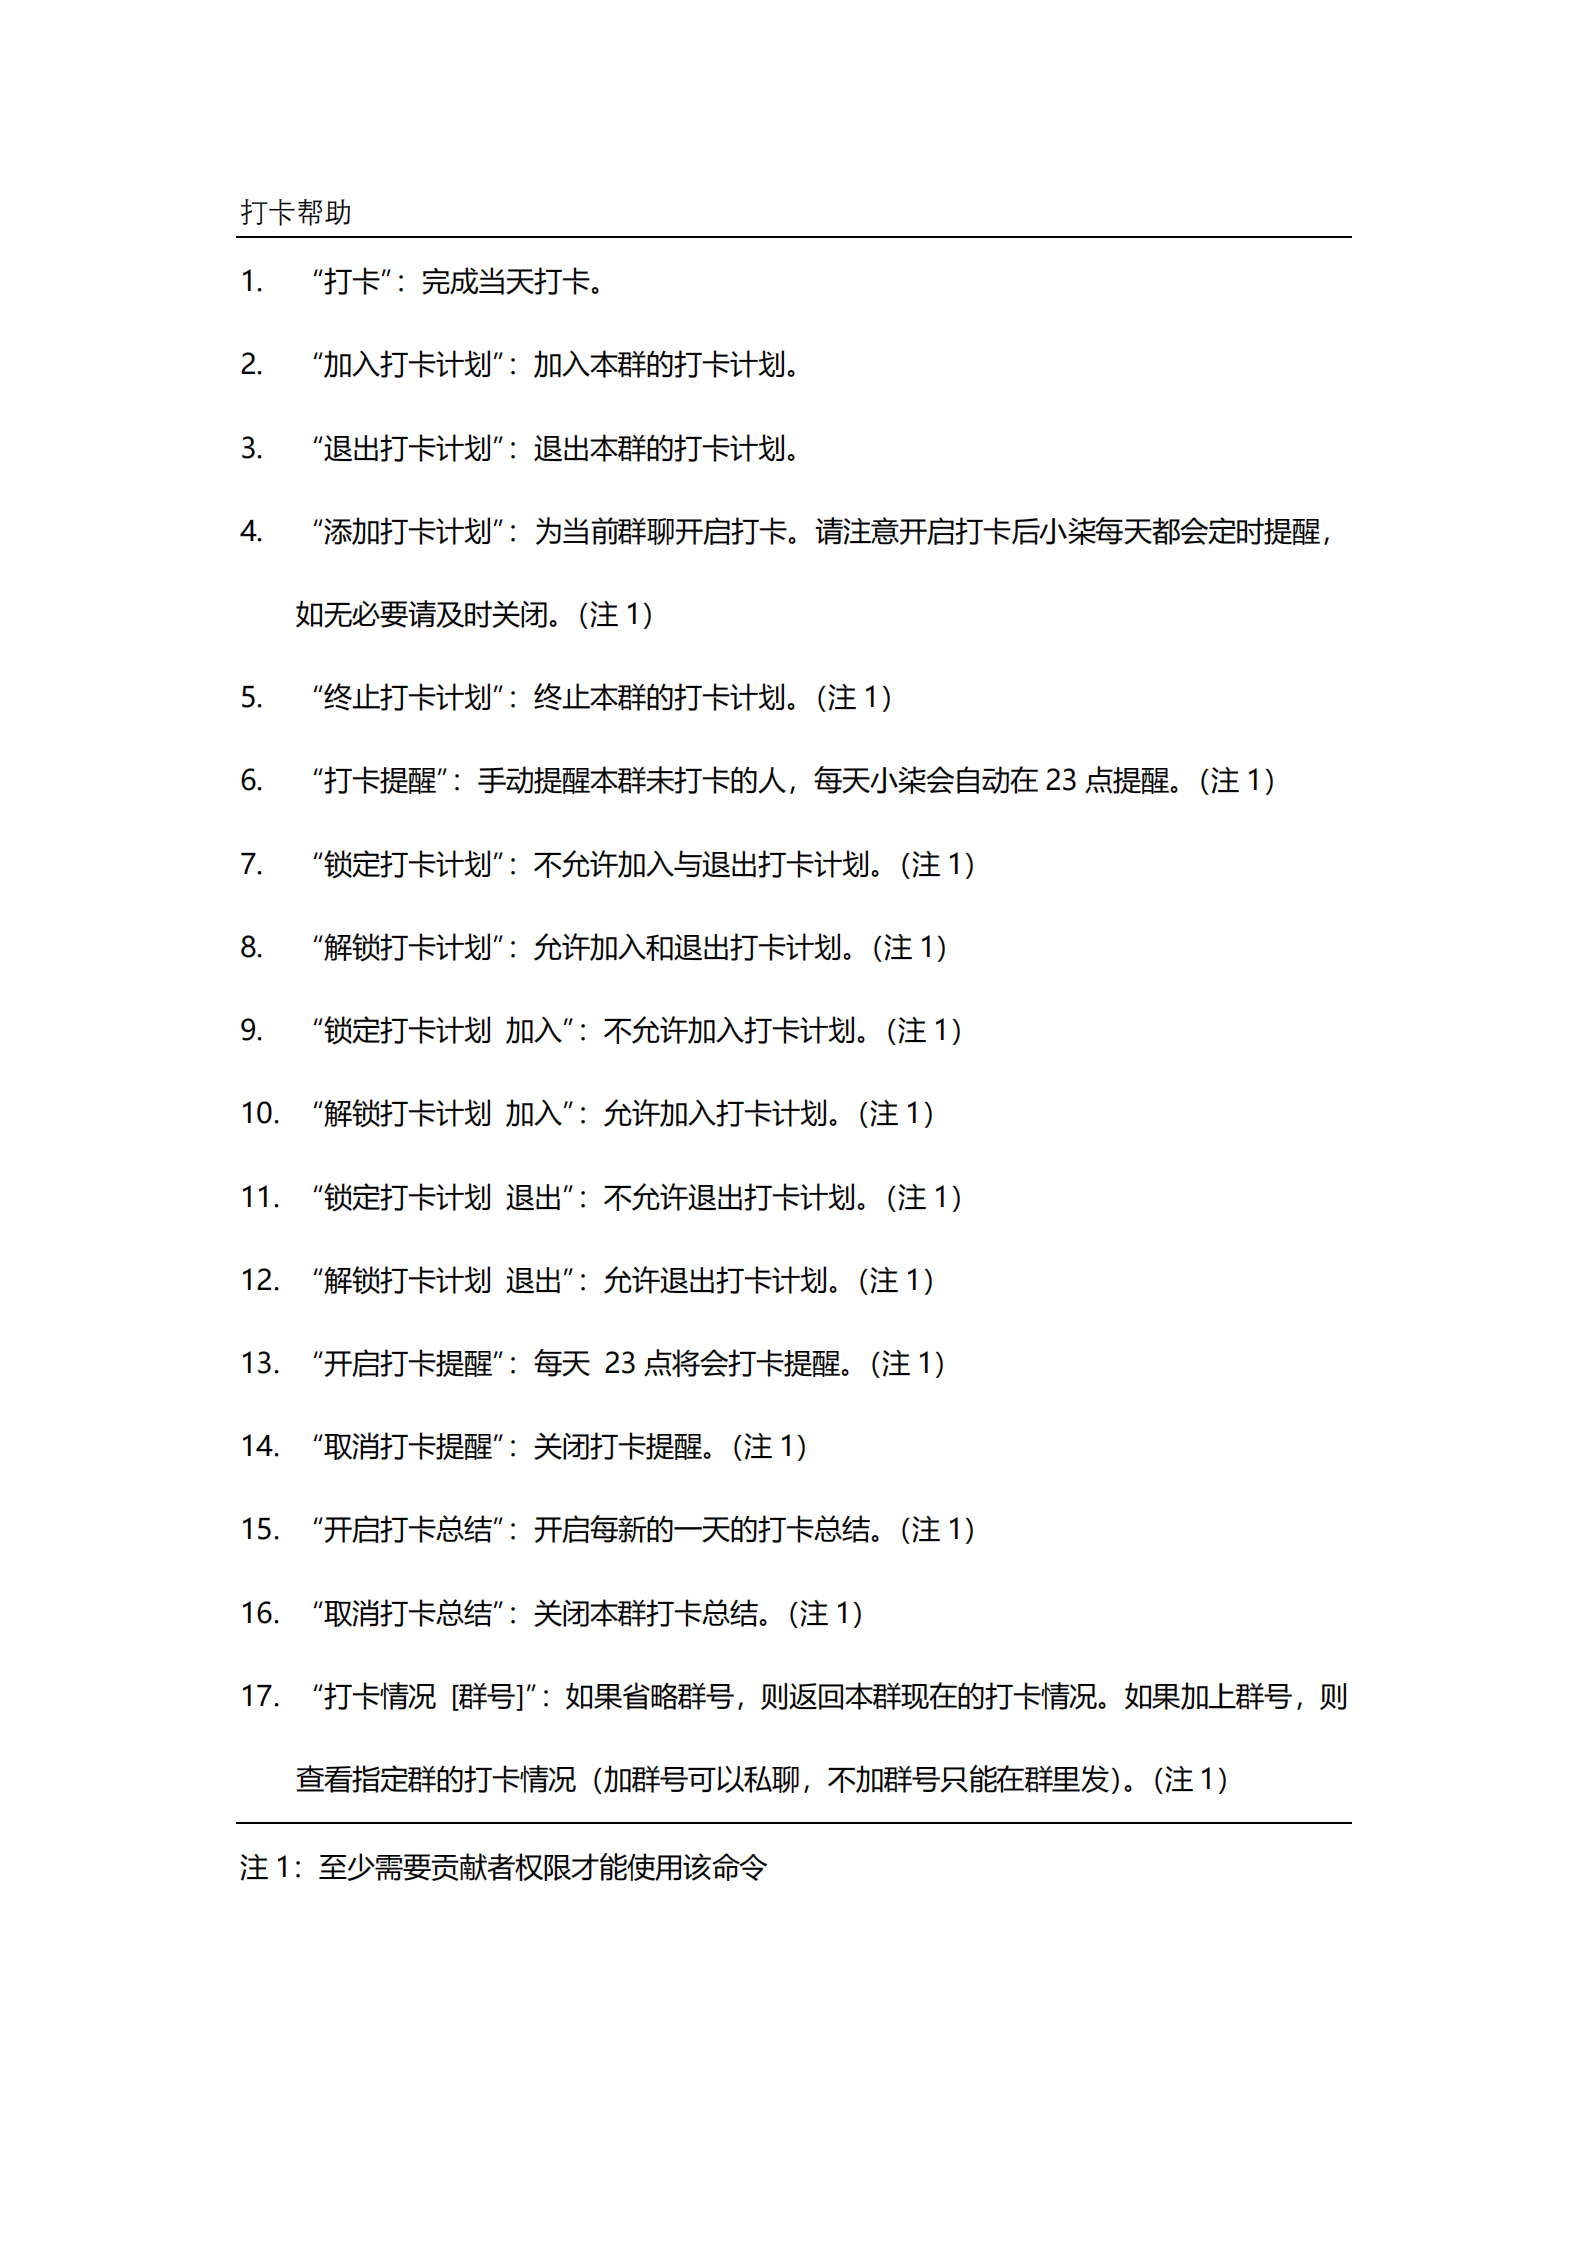 打卡帮助
1. “打卡”：完成当天打卡。
2. “加入打卡计划”：加入本群的打卡计划。
3. “退出打卡计划”：退出本群的打卡计划。
4. “添加打卡计划”：为当前群聊开启打卡。请注意开启打卡后小柒每天都会定时提醒，
如无必要请及时关闭。（注 1）
5. “终止打卡计划”：终止本群的打卡计划。（注 1）
6. “打卡提醒”：手动提醒本群未打卡的人，每天小柒会自动在 23 点提醒。（注 1）
7. “锁定打卡计划”：不允许加入与退出打卡计划。（注 1）
8. “解锁打卡计划”：允许加入和退出打卡计划。（注 1）
9. “锁定打卡计划 加入”：不允许加入打卡计划。（注 1）
10. “解锁打卡计划 加入”：允许加入打卡计划。（注 1）
11. “锁定打卡计划 退出”：不允许退出打卡计划。（注 1）
12. “解锁打卡计划 退出”：允许退出打卡计划。（注 1）
13. “开启打卡提醒”：每天 23 点将会打卡提醒。（注 1）
14. “取消打卡提醒”：关闭打卡提醒。（注 1）
15. “开启打卡总结”：开启每新的一天的打卡总结。（注 1）
16. “取消打卡总结”：关闭本群打卡总结。（注 1）
17. “打卡情况 [群号]”：如果省略群号，则返回本群现在的打卡情况。如果加上群号，则
查看指定群的打卡情况（加群号可以私聊，不加群号只能在群里发）。（注 1）
注 1：至少需要贡献者权限才能使用该命令